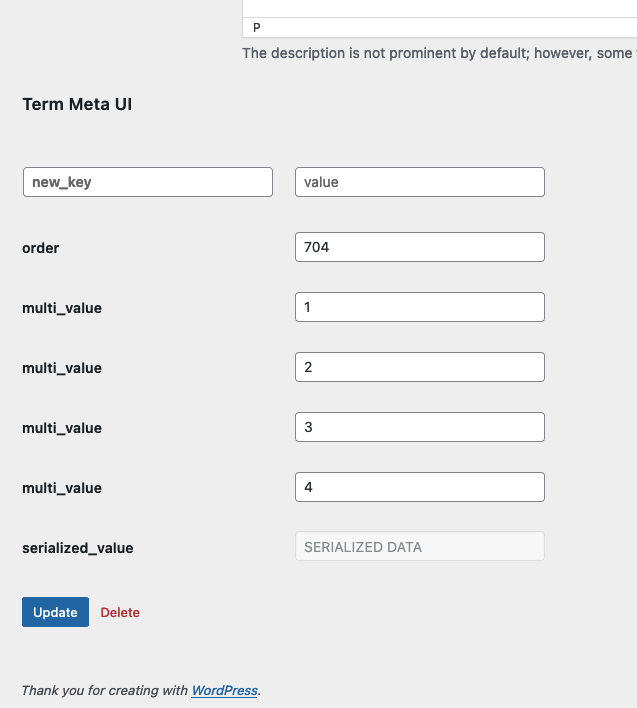 P
The description is not prominent by default; however, some
Term Meta UI
new_key value
order 704
multi_value 1
multi_value 2
multi_value 3
multi_value 4
serialized_value SERIALIZED DATA
Update Delete
Thank you for creating with WordPress.